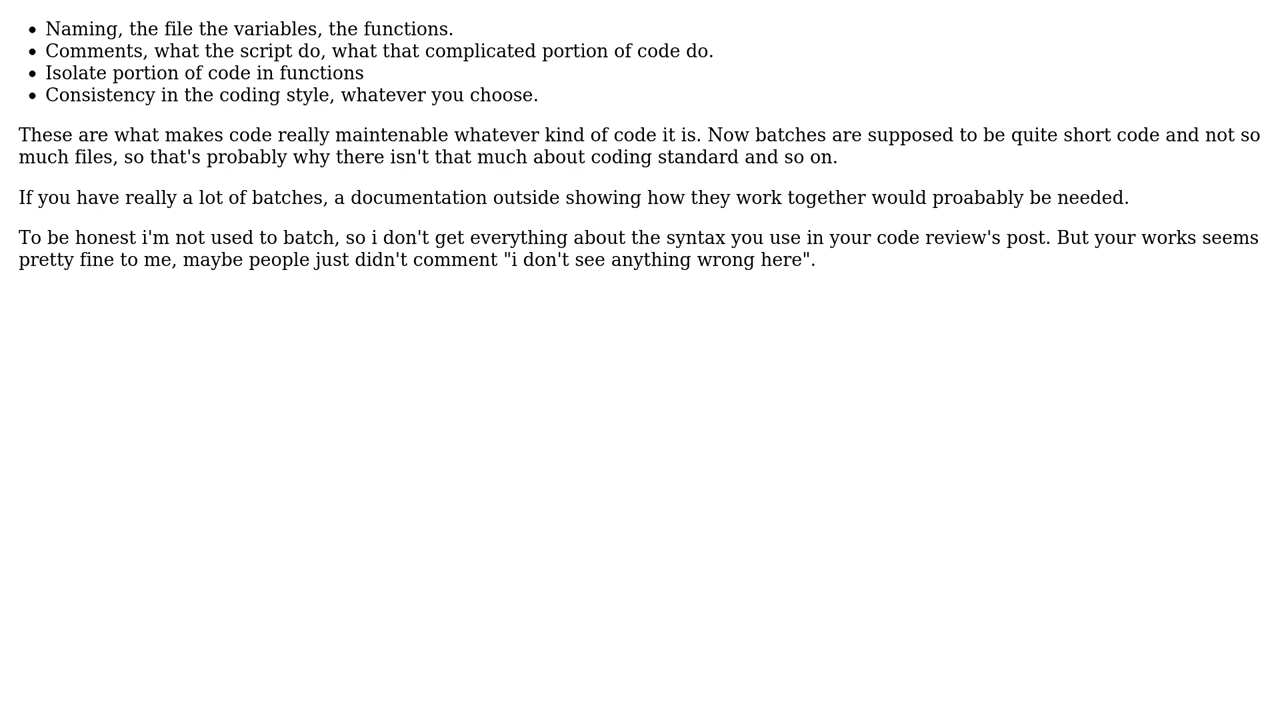 • Naming, the file the variables, the functions.
• Comments, what the script do, what that complicated portion of code do.
• Isolate portion of code in functions
• Consistency in the coding style, whatever you choose.
These are what makes code really maintenable whatever kind of code it is. Now batches are supposed to be quite short code and not so
much files, so that's probably why there isn't that much about coding standard and so on.
If you have really a lot of batches, a documentation outside showing how they work together would proabably be needed.
To be honest i'm not used to batch, so i don't get everything about the syntax you use in your code review's post. But your works seems
pretty fine to me, maybe people just didn't comment "i don't see anything wrong here".